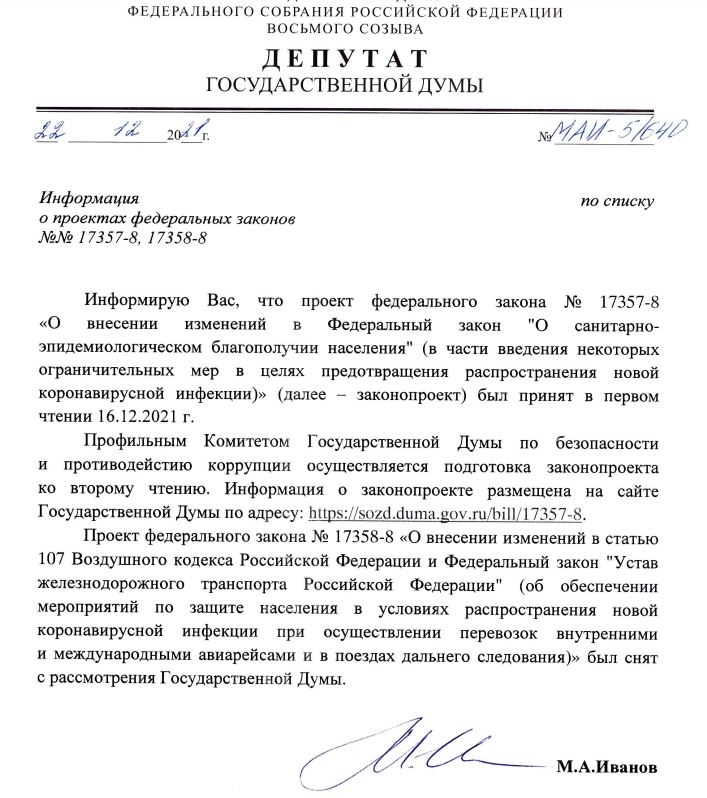 ФЕДЕРАЛЬНОГО СОБРАНИЯ РОССИЙСКОЙ ФЕДЕРАЦИИ
ВОСЬМОГО СОЗЫВА
ДЕПУТАТ
ГОСУДАРСТВЕННОЙ ДУМЫ
22 12 2021г. № МАИ-5/640
Информация по списку
о проектах федеральных законов
№№ 17357-8, 17358-8
Информирую Вас, что проект федерального закона № 17357-8
«О внесении изменений в Федеральный закон "О санитарно-
эпидемиологическом благополучии населения" (в части введения некоторых
ограничительных мер в целях предотвращения распространения новой
коронавирусной инфекции)» (далее – законопроект) был принят в первом
чтении 16.12.2021 г.
Профильным Комитетом Государственной Думы по безопасности
и противодейстию коррупции осуществляется подготовка законопроекта
ко второму чтению. Информация о законопроекте размещена на сайте
Государственной Думы по адресу: https://sozd.duma.gov.ru/bill/17357-8.
Проект федерального закона № 17358-8 «О внесении изменений в статью
107 Воздушного кодекса Российской Федерации и Федеральный закон "Устав
железнодорожного транспорта Российской Федерации" (об обеспечении
мероприятий по защите населения в условиях распространения новой
коронавирусной инфекции при осуществлении перевозок внутренними
и международными авиарейсами и в поездах дальнего следования)» был снят
с рассмотрения Государственной Думы.
М.А.Иванов